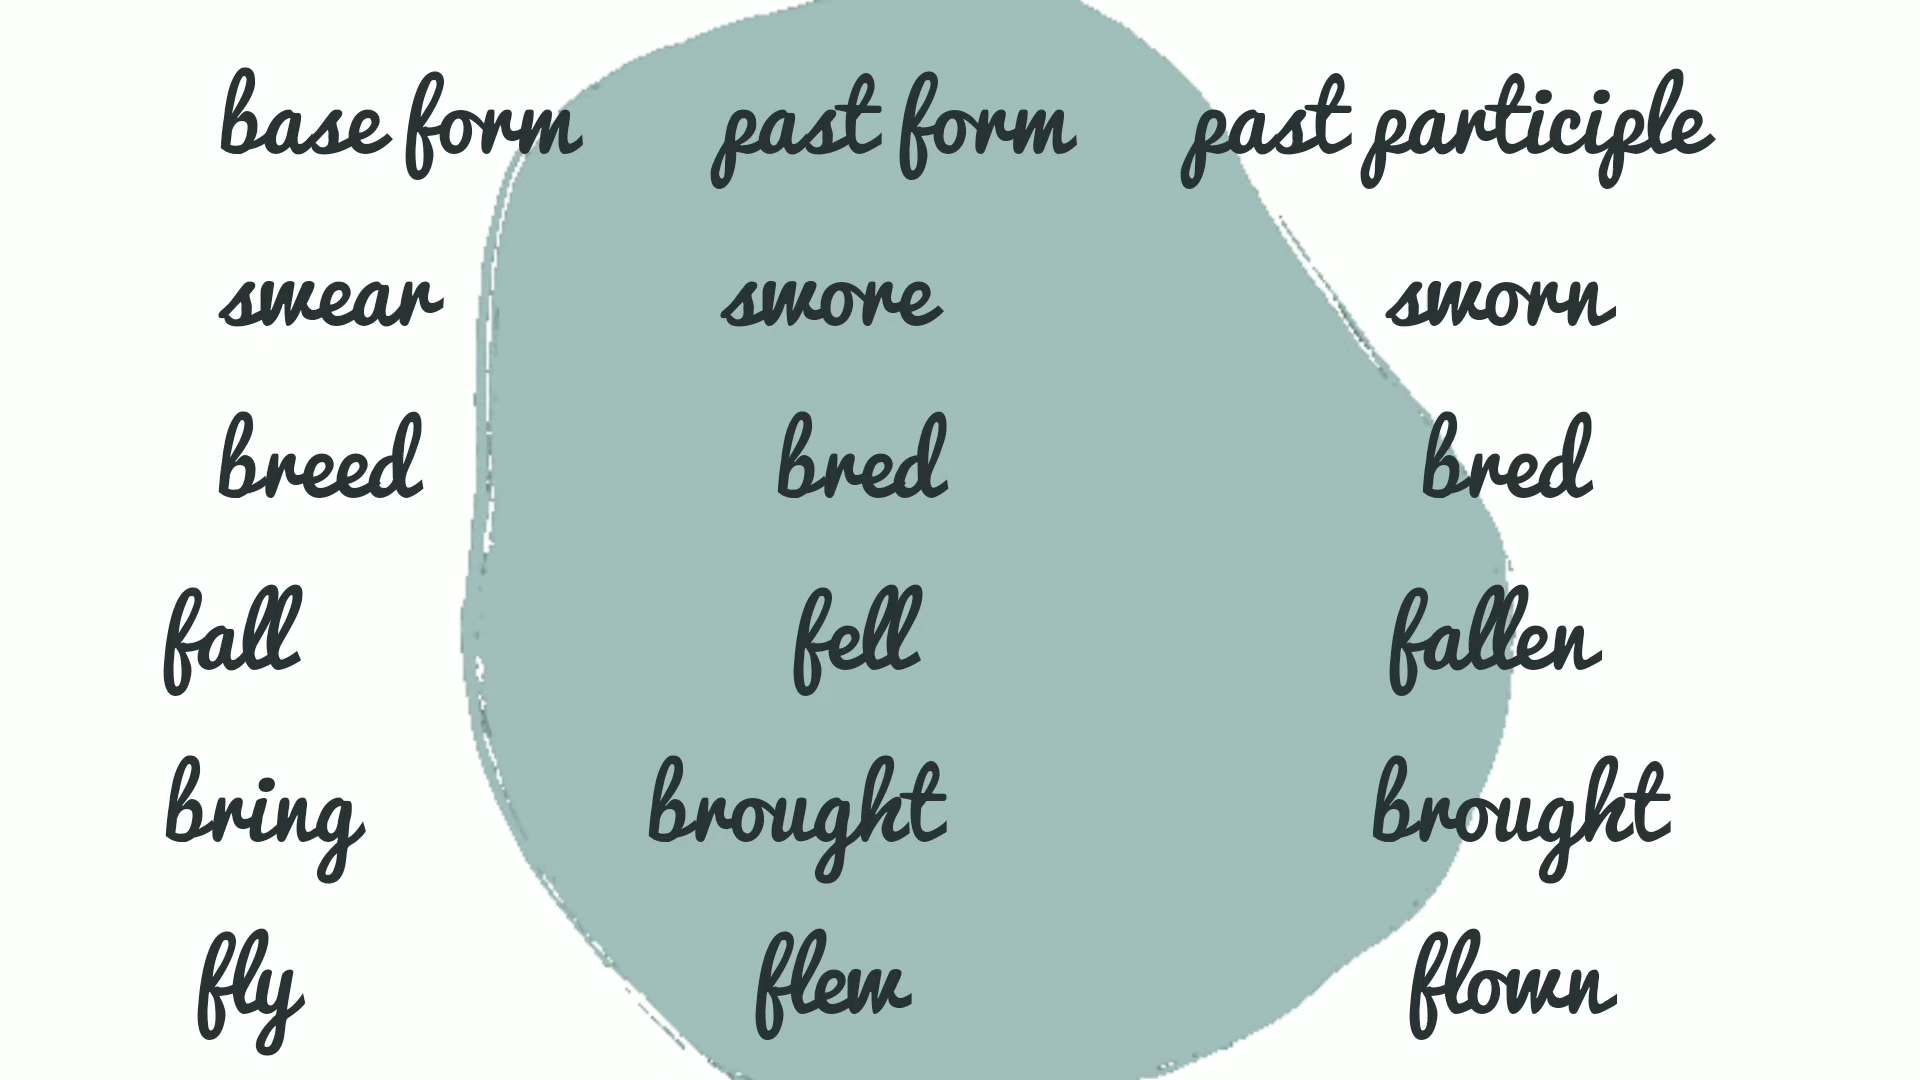 base form past form past participle
swear swore sworn
breed bred bred
fall fell fallen
bring brought brought
fly flew flown